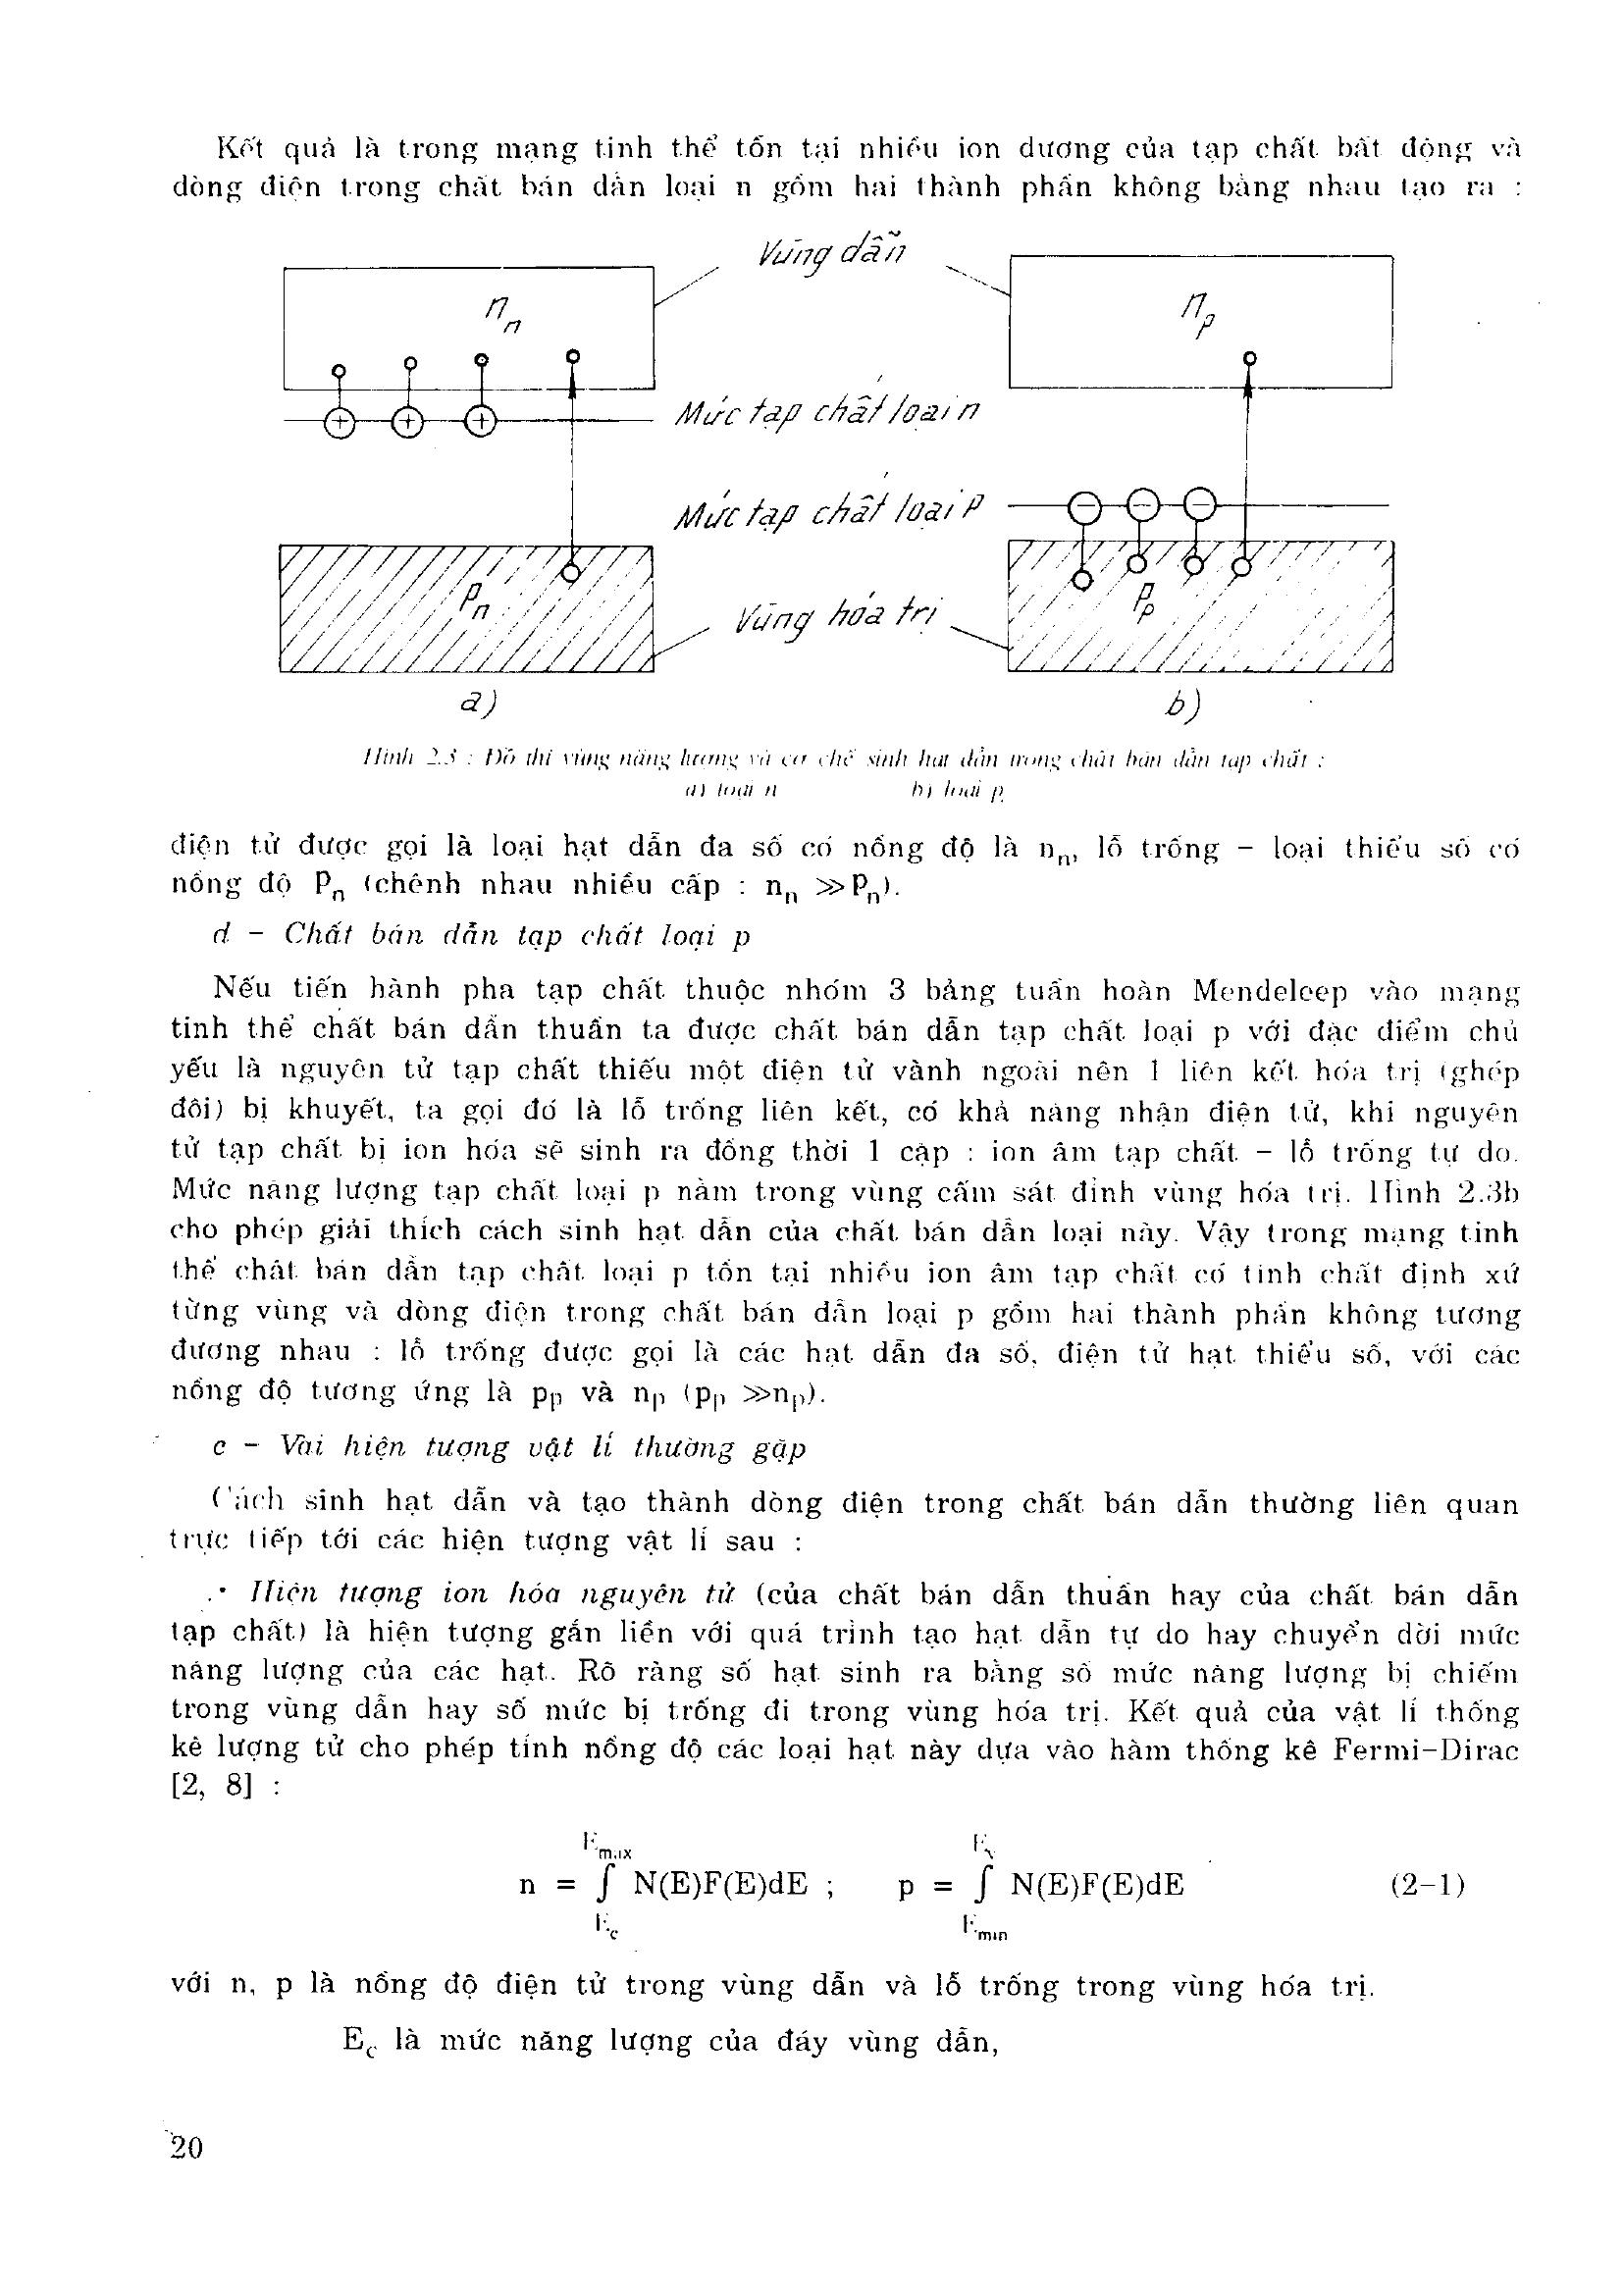 Kết quả là trong mạng tinh thể tồn tại nhiều ion dương của tạp chất bất động và
dòng điện trong chất bán dẫn loại n gồm hai thành phần không bằng nhau tạo ra :
Vùng dẫn
n_n
n_p
Mức tạp chất loại n
Mức tạp chất loại p
P_n
P_p
Vùng hóa trị
a)
b)
Hình 2.3 : Đồ thị vùng năng lượng và cơ chế sinh hạt dẫn trong chất bán dẫn tạp chất :
a) loại n b) loại p
điện tử được gọi là loại hạt dẫn đa số có nồng độ là n_n, lỗ trống - loại thiểu số có
nồng độ P_n (chênh nhau nhiều cấp : n_n ≫ P_n).
d - Chất bán dẫn tạp chất loại p
Nếu tiến hành pha tạp chất thuộc nhóm 3 bảng tuần hoàn Mendeleep vào mạng
tinh thể chất bán dẫn thuần ta được chất bán dẫn tạp chất loại p với đặc điểm chủ
yếu là nguyên tử tạp chất thiếu một điện tử vành ngoài nên 1 liên kết hóa trị (ghép
đôi) bị khuyết, ta gọi đó là lỗ trống liên kết, có khả năng nhận điện tử, khi nguyên
tử tạp chất bị ion hóa sẽ sinh ra đồng thời 1 cặp : ion âm tạp chất - lỗ trống tự do.
Mức năng lượng tạp chất loại p nằm trong vùng cấm sát đỉnh vùng hóa trị. Hình 2.3b
cho phép giải thích cách sinh hạt dẫn của chất bán dẫn loại này. Vậy trong mạng tinh
thể chất bán dẫn tạp chất loại p tồn tại nhiều ion âm tạp chất có tính chất định xứ
từng vùng và dòng điện trong chất bán dẫn loại p gồm hai thành phần không tương
đương nhau : lỗ trống được gọi là các hạt dẫn đa số, điện tử hạt thiểu số, với các
nồng độ tương ứng là p_p và n_p (p_p ≫n_p).
e - Vài hiện tượng vật lí thường gặp
Cách sinh hạt dẫn và tạo thành dòng điện trong chất bán dẫn thường liên quan
trực tiếp tới các hiện tượng vật lí sau :
• Hiện tượng ion hóa nguyên tử (của chất bán dẫn thuần hay của chất bán dẫn
tạp chất) là hiện tượng gắn liền với quá trình tạo hạt dẫn tự do hay chuyển dời mức
năng lượng của các hạt. Rõ ràng số hạt sinh ra bằng số mức năng lượng bị chiếm
trong vùng dẫn hay số mức bị trống đi trong vùng hóa trị. Kết quả của vật lí thống
kê lượng tử cho phép tính nồng độ các loại hạt này dựa vào hàm thống kê Fermi-Dirac
[2, 8] :
E_max E_v
n = ∫ N(E)F(E)dE ; p = ∫ N(E)F(E)dE (2-1)
E_c E_min
với n, p là nồng độ điện tử trong vùng dẫn và lỗ trống trong vùng hóa trị.
E_c là mức năng lượng của đáy vùng dẫn,
20